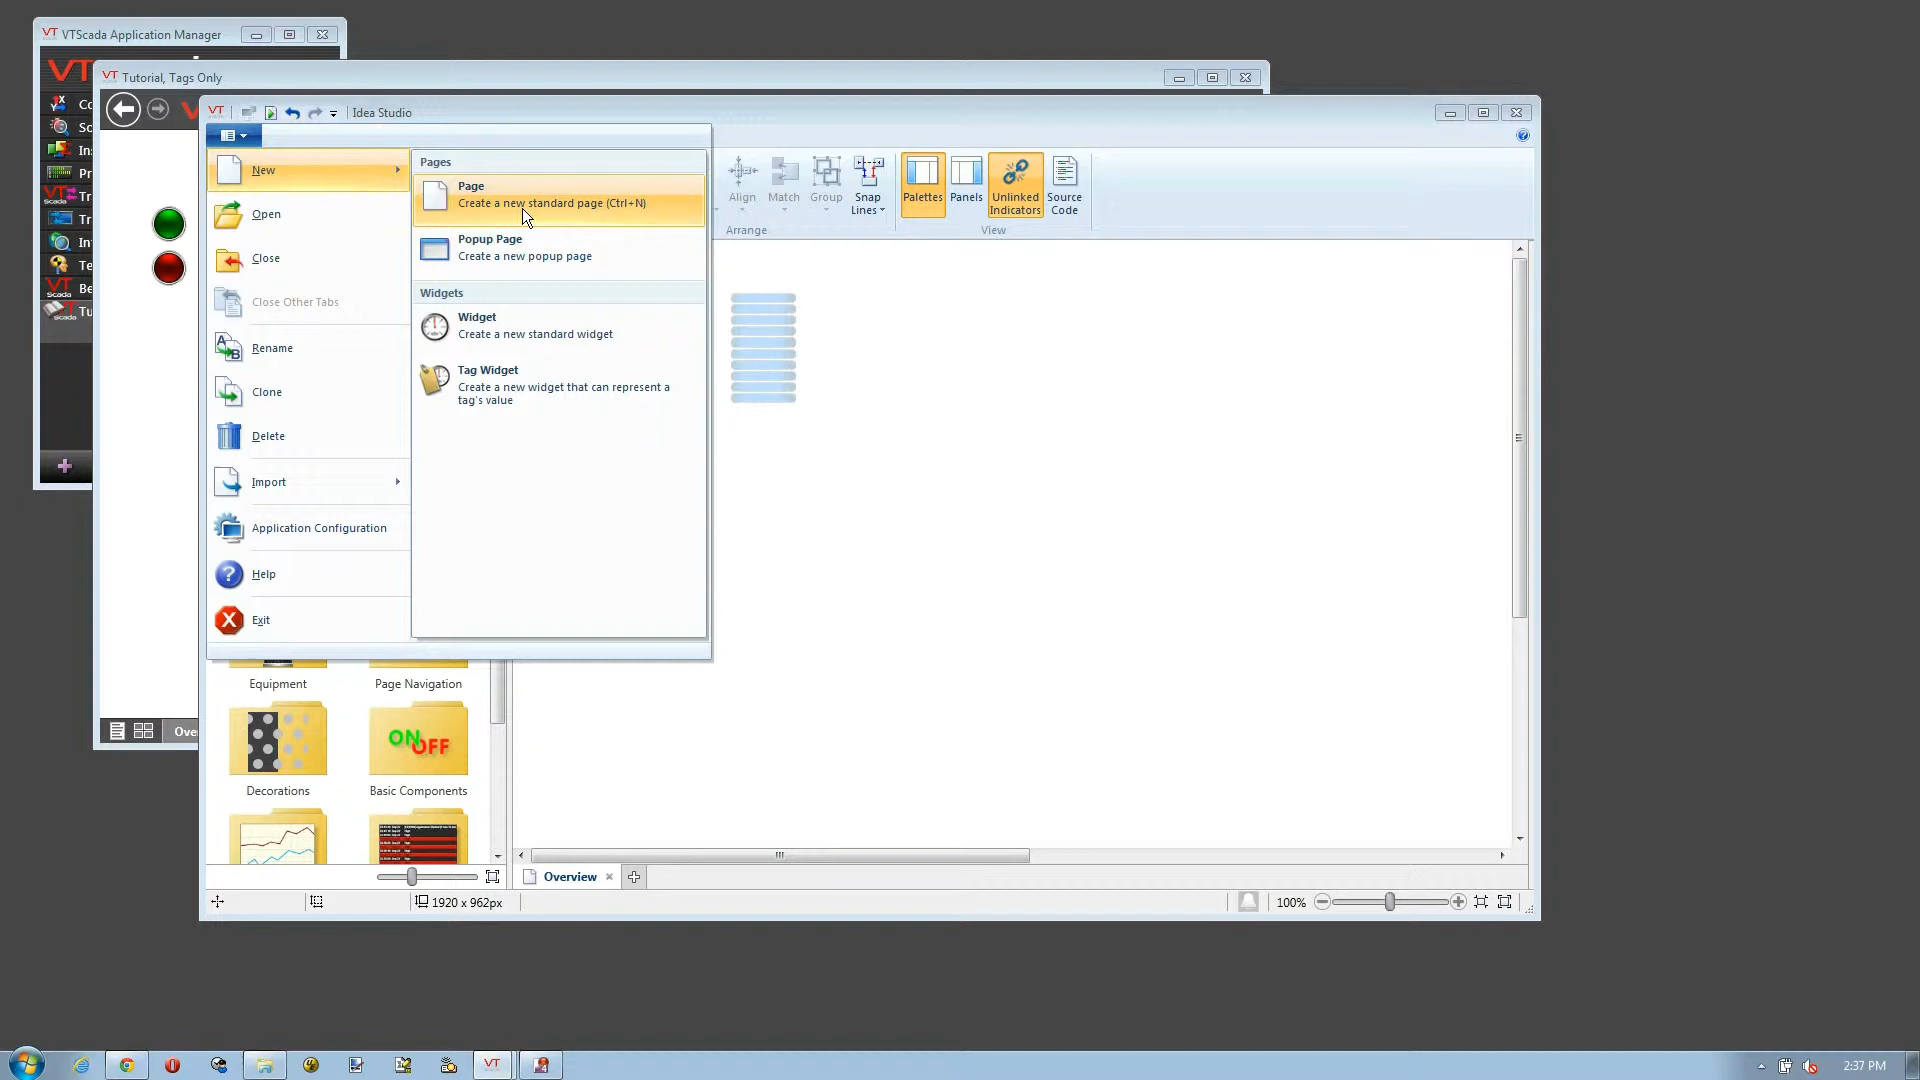 VTScada Application Manager
VT
Tutorial, Tags Only
Idea Studio
New
Open
Close
Close Other Tabs
Rename
Clone
Delete
Import
Application Configuration
Help
Exit
Pages
Page
Create a new standard page (Ctrl+N)
Popup Page
Create a new popup page
Widgets
Widget
Create a new standard widget
Tag Widget
Create a new widget that can represent a
tag's value
Align
Match
Group
Snap
Lines
Arrange
Palettes
Panels
Unlinked
Indicators
Source
Code
View
Equipment
Page Navigation
ON
OFF
Decorations
Basic Components
Overview
1920 x 962px
100%
2:37 PM